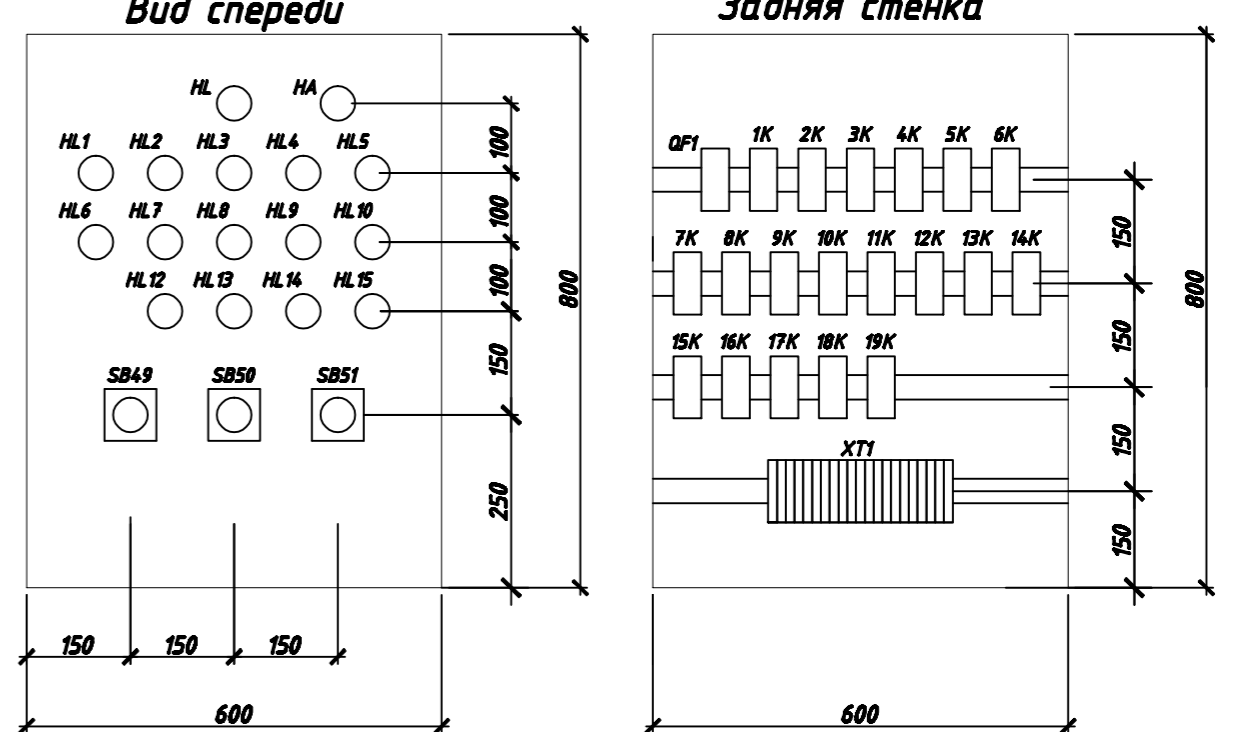 Вид спереди
HL HA
HL1 HL2 HL3 HL4 HL5
HL6 HL7 HL8 HL9 HL10
HL12 HL13 HL14 HL15
SB49 SB50 SB51
100
100
100
150
250
800
150 150 150
600
Задняя стенка
QF1 1K 2K 3K 4K 5K 6K
7K 8K 9K 10K 11K 12K 13K 14K
15K 16K 17K 18K 19K
XT1
150
150
150
150
800
600